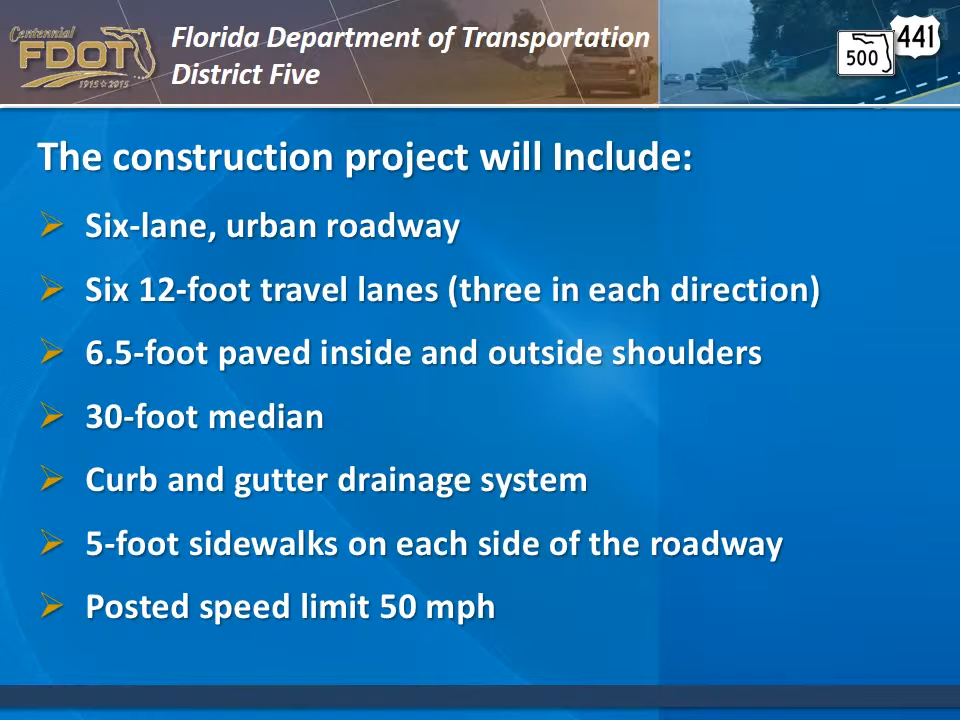 Centennial
FDOT
1915★2015
Florida Department of Transportation
District Five
500
441
The construction project will Include:
Six-lane, urban roadway
Six 12-foot travel lanes (three in each direction)
6.5-foot paved inside and outside shoulders
30-foot median
Curb and gutter drainage system
5-foot sidewalks on each side of the roadway
Posted speed limit 50 mph